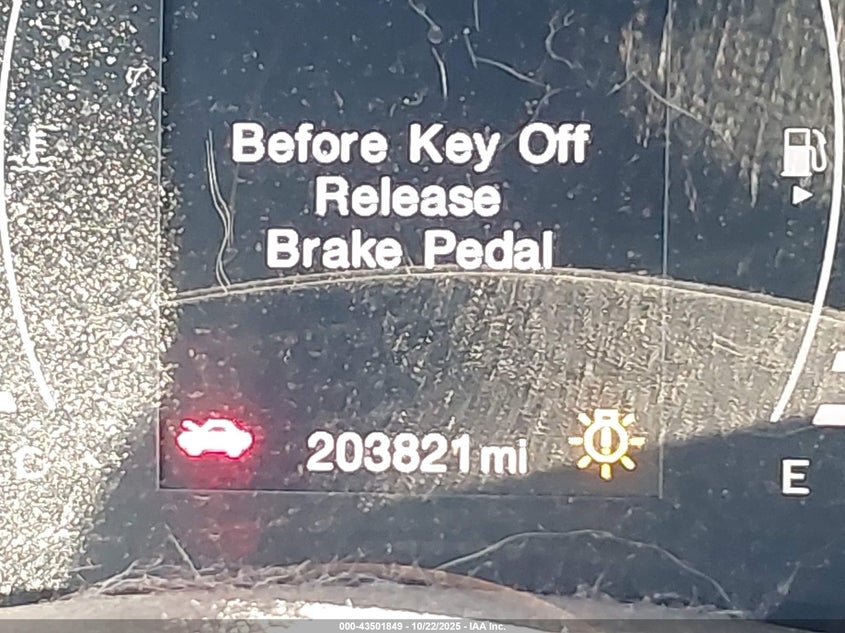 Before Key Off
Release
Brake Pedal
203821 mi
C
E
000-43501849 - 10/22/2025 - IAA Inc.